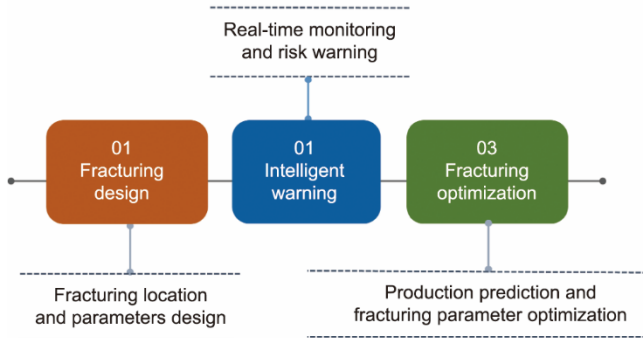 Real-time monitoring
and risk warning
01
Fracturing
design
01
Intelligent
warning
03
Fracturing
optimization
Fracturing location
and parameters design
Production prediction and
fracturing parameter optimization